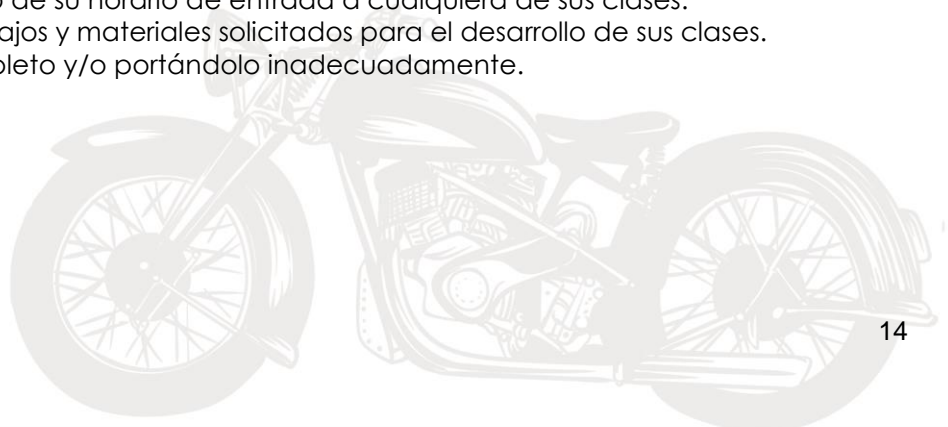 de su horario de entrada a cualquiera de sus clases.
ajos y materiales solicitados para el desarrollo de sus clases.
y/o portándolo inadecuadamente.
14